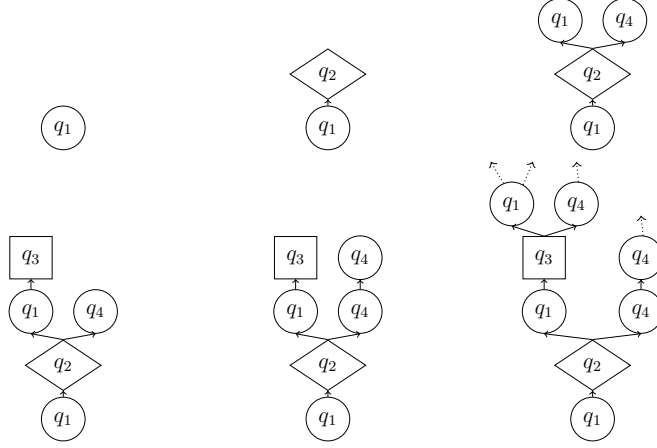 q₁ q₄
q₂ q₂
q₁ q₁ q₁
q₁ q₄
q₃ q₃ q₄ q₃ q₄
q₁ q₄ q₁ q₄ q₁ q₄
q₂ q₂ q₂
q₁ q₁ q₁